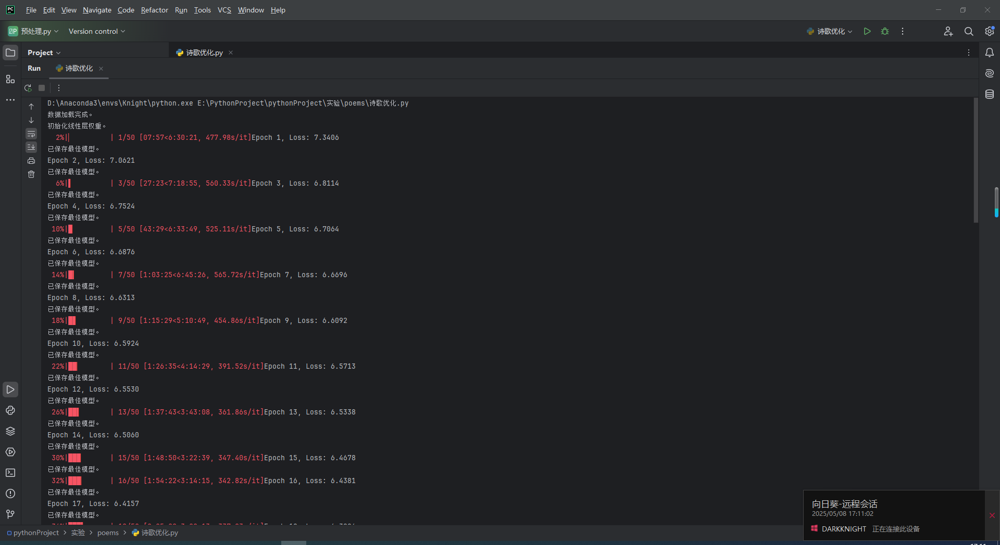 PC File Edit View Navigate Code Refactor Run Tools VCS Window Help
预处理.py Version control 诗歌优化
Project 诗歌优化.py
Run 诗歌优化
D:\Anaconda3\envs\Knight\python.exe E:\PythonProject\pythonProject\实验\poems\诗歌优化.py
数据加载完成。
初始化线性层权重。
2%| | 1/50 [07:57<6:30:21, 477.98s/it]Epoch 1, Loss: 7.3406
已保存最佳模型。
Epoch 2, Loss: 7.0621
已保存最佳模型。
6%| | 3/50 [27:23<7:18:55, 560.33s/it]Epoch 3, Loss: 6.8114
已保存最佳模型。
Epoch 4, Loss: 6.7524
已保存最佳模型。
10%| | 5/50 [43:29<6:33:49, 525.11s/it]Epoch 5, Loss: 6.7064
已保存最佳模型。
Epoch 6, Loss: 6.6876
已保存最佳模型。
14%| | 7/50 [1:03:25<6:45:26, 565.72s/it]Epoch 7, Loss: 6.6696
已保存最佳模型。
Epoch 8, Loss: 6.6313
已保存最佳模型。
18%| | 9/50 [1:15:29<5:10:49, 454.86s/it]Epoch 9, Loss: 6.6092
已保存最佳模型。
Epoch 10, Loss: 6.5924
已保存最佳模型。
22%| | 11/50 [1:26:35<4:14:29, 391.52s/it]Epoch 11, Loss: 6.5713
已保存最佳模型。
Epoch 12, Loss: 6.5530
已保存最佳模型。
26%| | 13/50 [1:37:43<3:43:08, 361.86s/it]Epoch 13, Loss: 6.5338
已保存最佳模型。
Epoch 14, Loss: 6.5060
已保存最佳模型。
30%| | 15/50 [1:48:50<3:22:39, 347.40s/it]Epoch 15, Loss: 6.4678
已保存最佳模型。
32%| | 16/50 [1:54:22<3:14:15, 342.82s/it]Epoch 16, Loss: 6.4381
已保存最佳模型。
Epoch 17, Loss: 6.4157
已保存最佳模型。
向日葵-远程会话
2025/05/08 17:11:02
DARKKNIGHT 正在连接此设备
pythonProject 实验 poems 诗歌优化.py